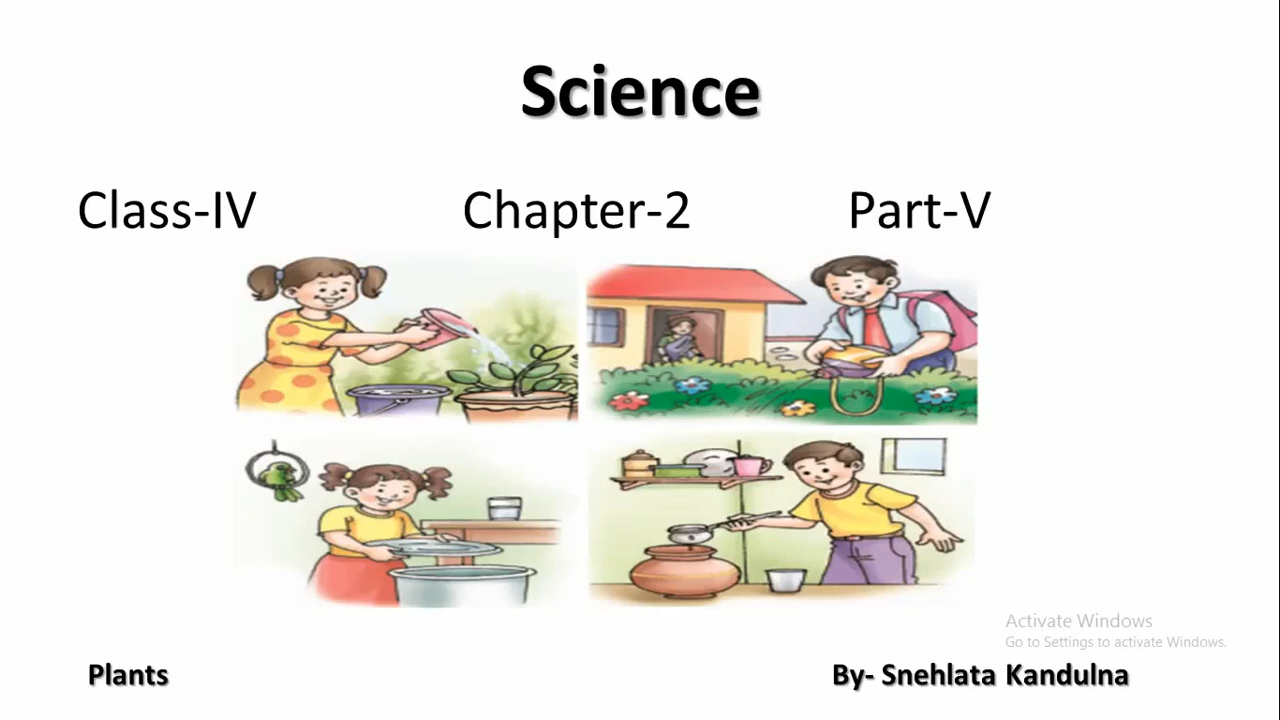 Science
Class-IV Chapter-2 Part-V
Activate Windows
Go to Settings to activate Windows.
Plants By- Snehlata Kandulna